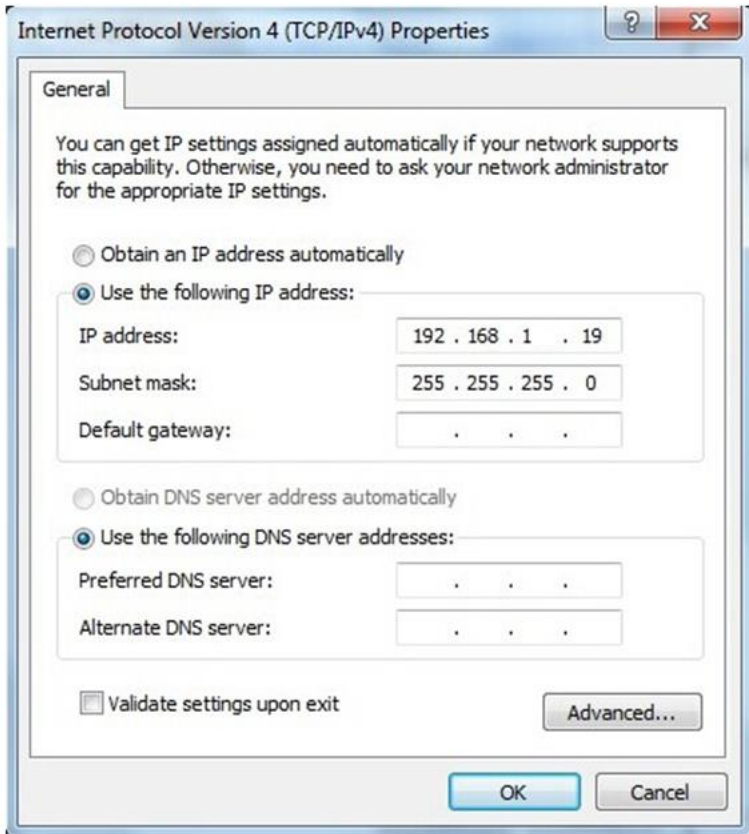 Internet Protocol Version 4 (TCP/IPv4) Properties
?
X
General
You can get IP settings assigned automatically if your network supports
this capability. Otherwise, you need to ask your network administrator
for the appropriate IP settings.
Obtain an IP address automatically
Use the following IP address:
IP address: 192 . 168 . 1 . 19
Subnet mask: 255 . 255 . 255 . 0
Default gateway: . . .
Obtain DNS server address automatically
Use the following DNS server addresses:
Preferred DNS server: . . .
Alternate DNS server: . . .
Validate settings upon exit
Advanced...
OK Cancel